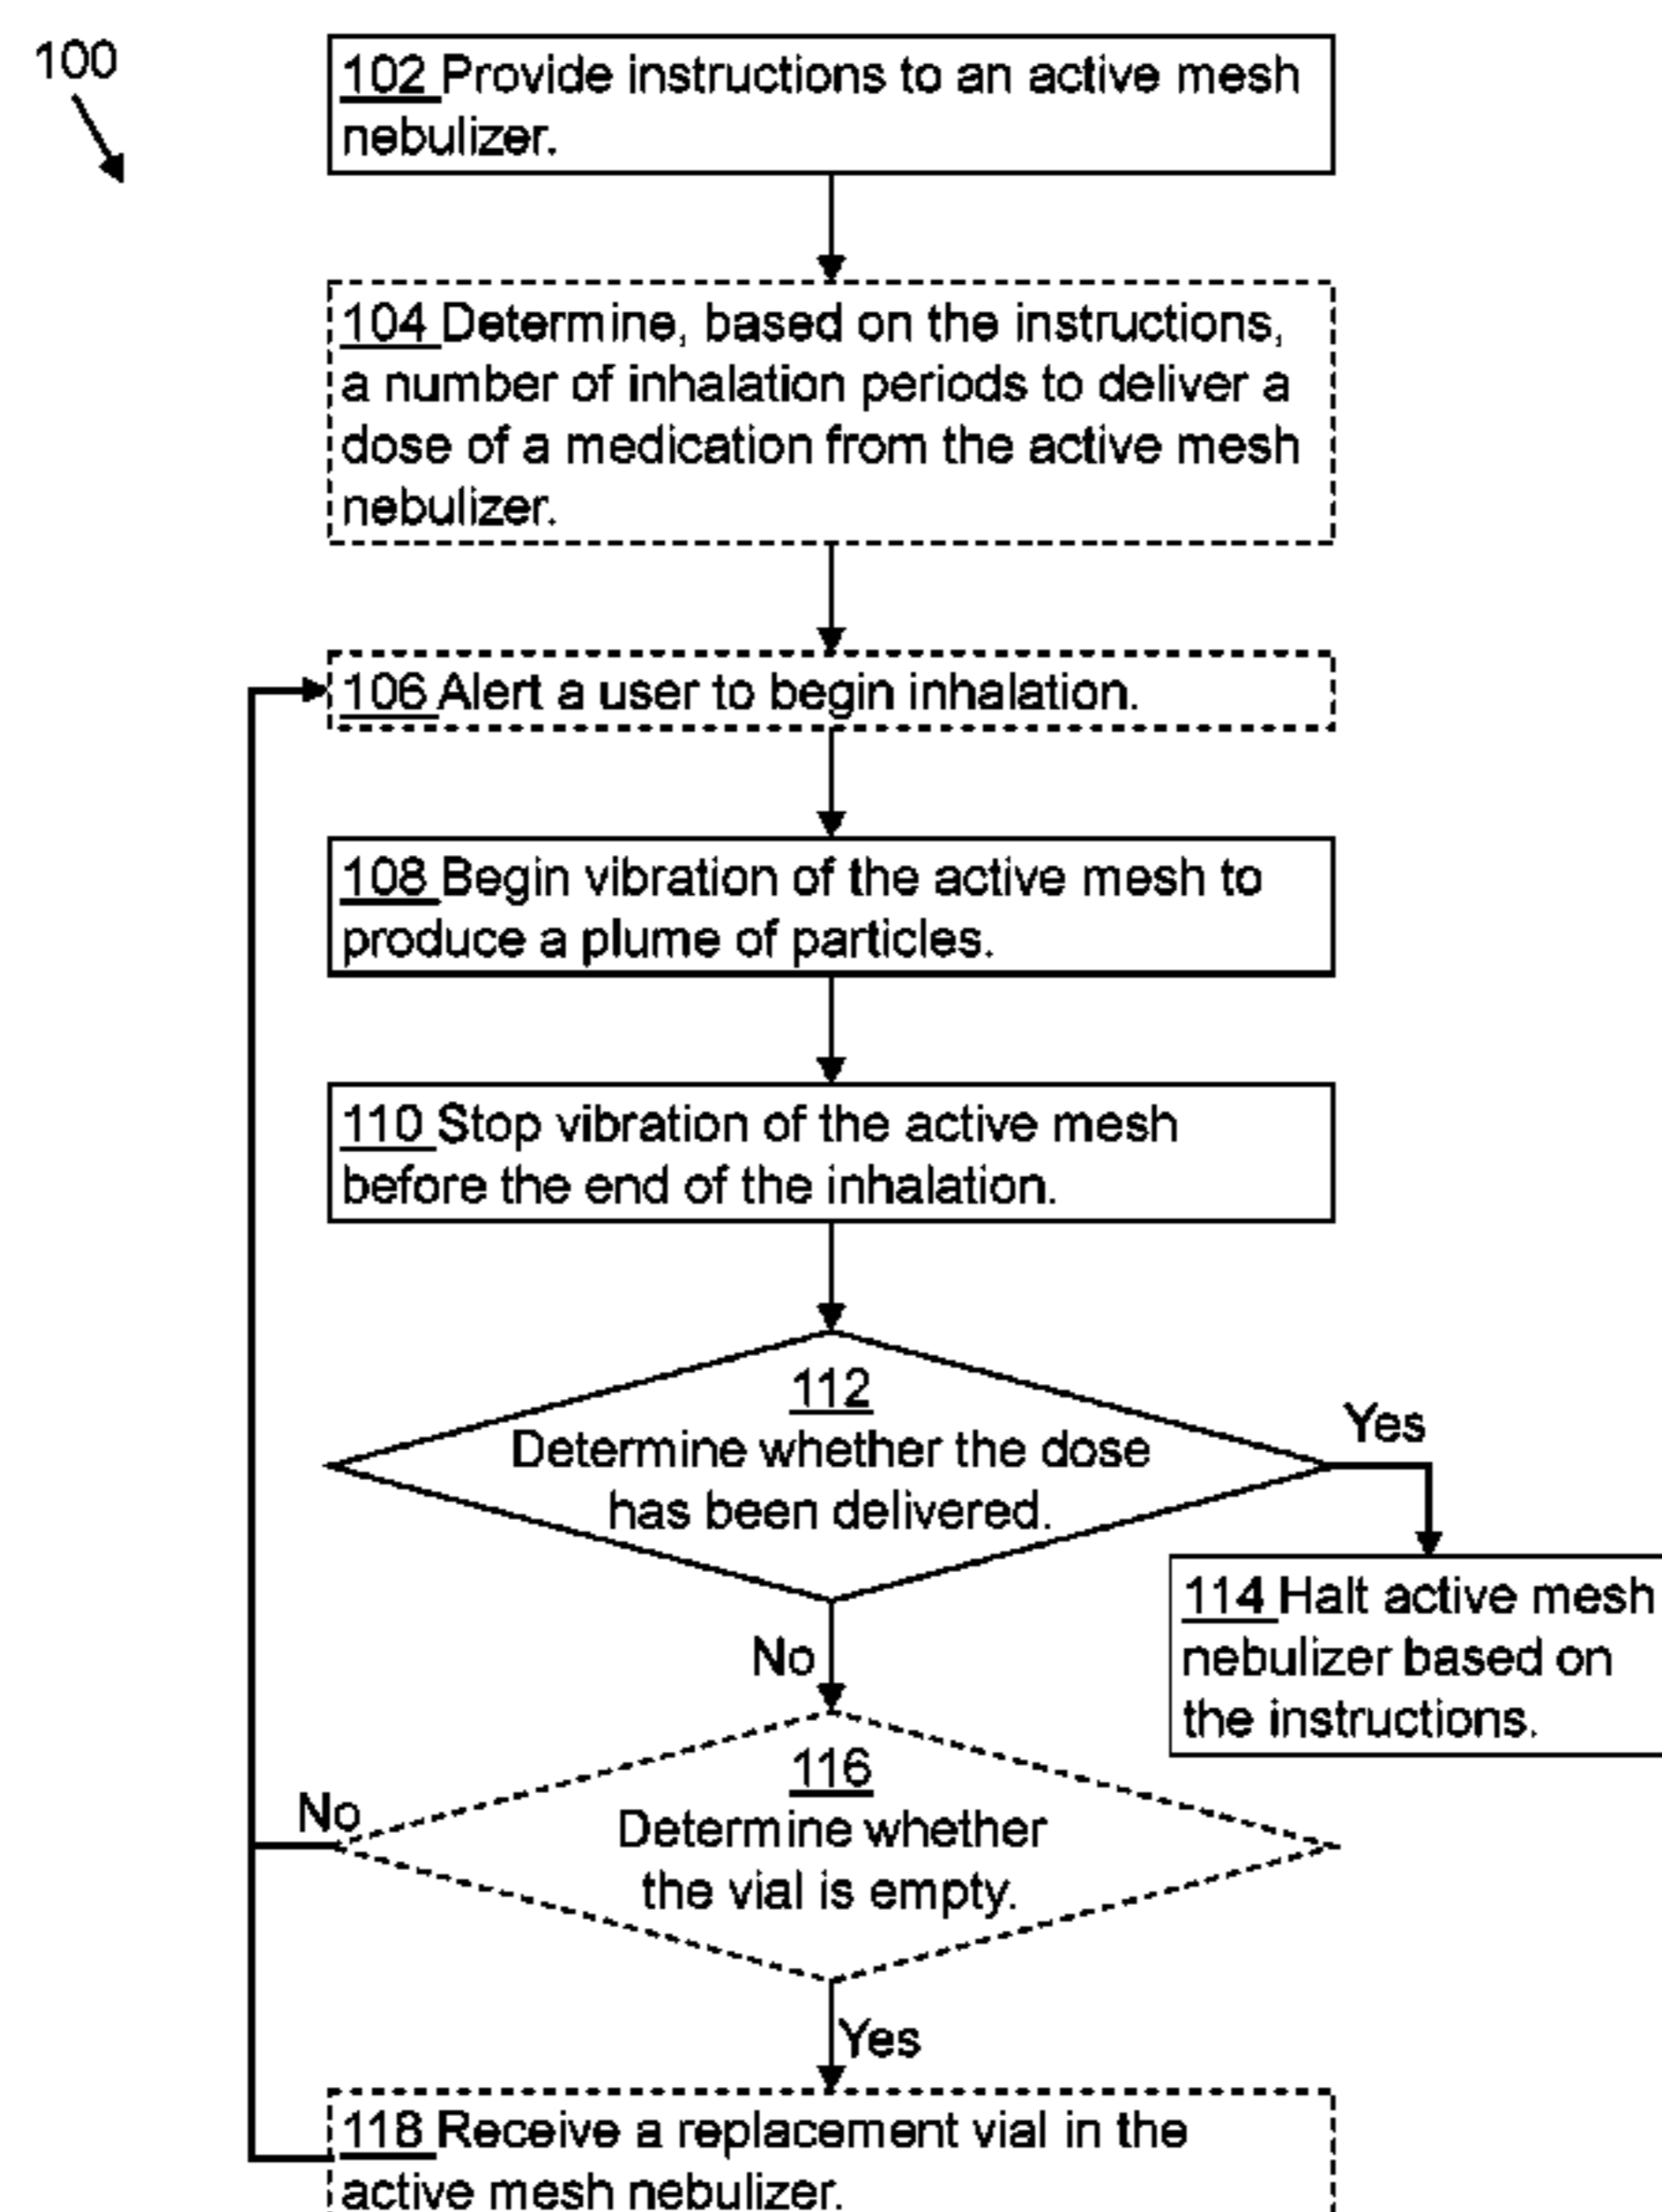 100
102 Provide instructions to an active mesh
nebulizer.
104 Determine, based on the instructions,
a number of inhalation periods to deliver a
dose of a medication from the active mesh
nebulizer.
106 Alert a user to begin inhalation.
108 Begin vibration of the active mesh to
produce a plume of particles.
110 Stop vibration of the active mesh
before the end of the inhalation.
112
Determine whether the dose
has been delivered.
Yes
114 Halt active mesh
nebulizer based on
the instructions.
No
116
Determine whether
the vial is empty.
No
Yes
118 Receive a replacement vial in the
active mesh nebulizer.